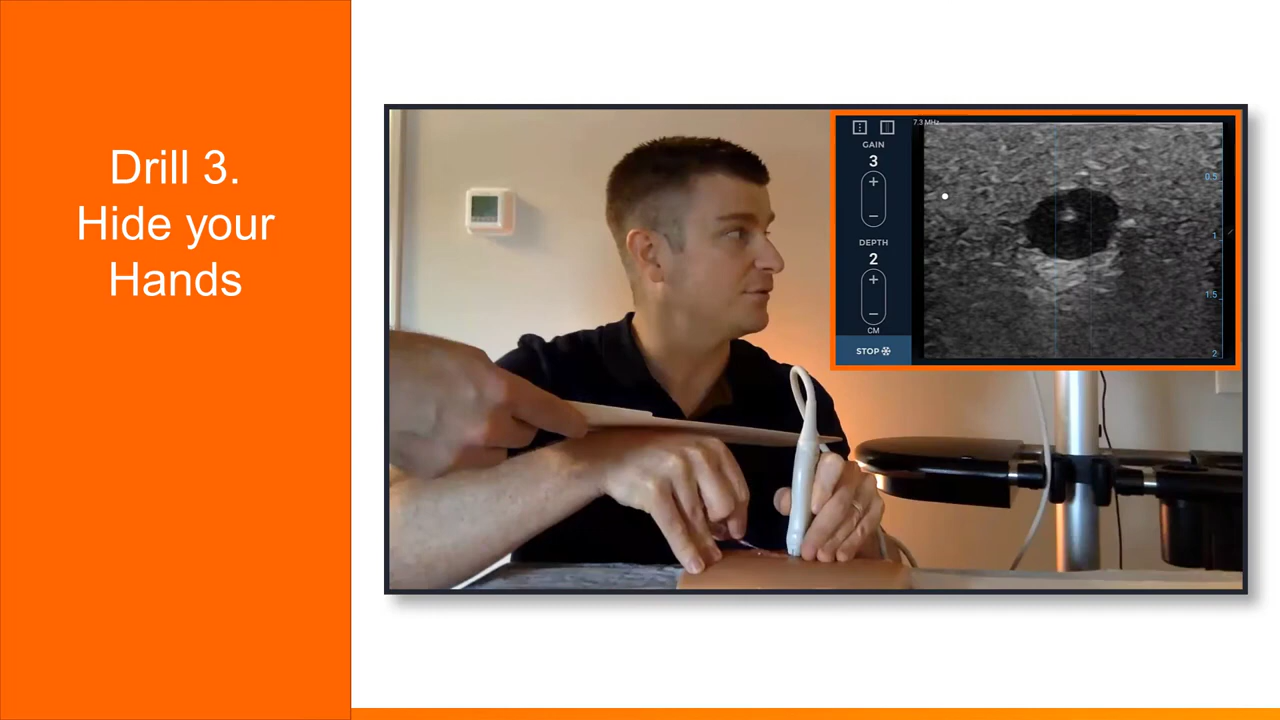 Drill 3.
Hide your
Hands
7.3 MHz
GAIN
3
+
−
DEPTH
2
+
−
CM
STOP
0.5
1
1.5
2